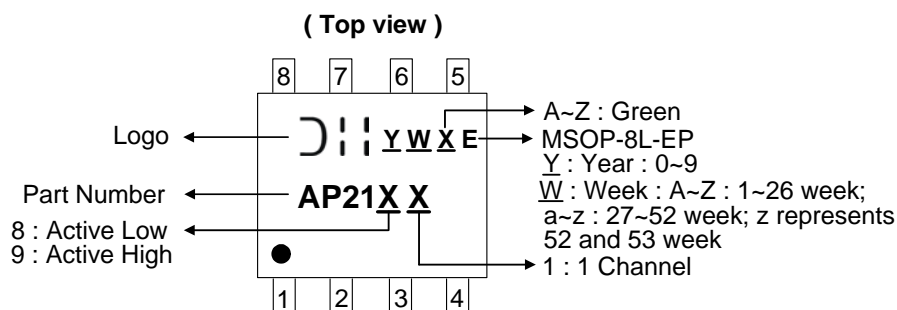 ( Top view )
8 7 6 5
A~Z : Green
Logo
Y W X E
MSOP-8L-EP
Y : Year : 0~9
Part Number
AP21X X
W : Week : A~Z : 1~26 week;
a~z : 27~52 week; z represents
52 and 53 week
8 : Active Low
9 : Active High
1 : 1 Channel
1 2 3 4